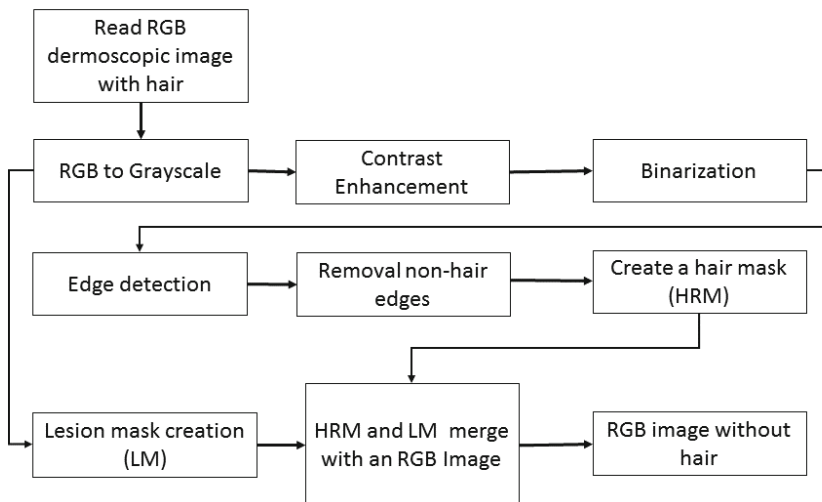 Read RGB
dermoscopic image
with hair
RGB to Grayscale
Contrast
Enhancement
Binarization
Edge detection
Removal non-hair
edges
Create a hair mask
(HRM)
Lesion mask creation
(LM)
HRM and LM merge
with an RGB Image
RGB image without
hair